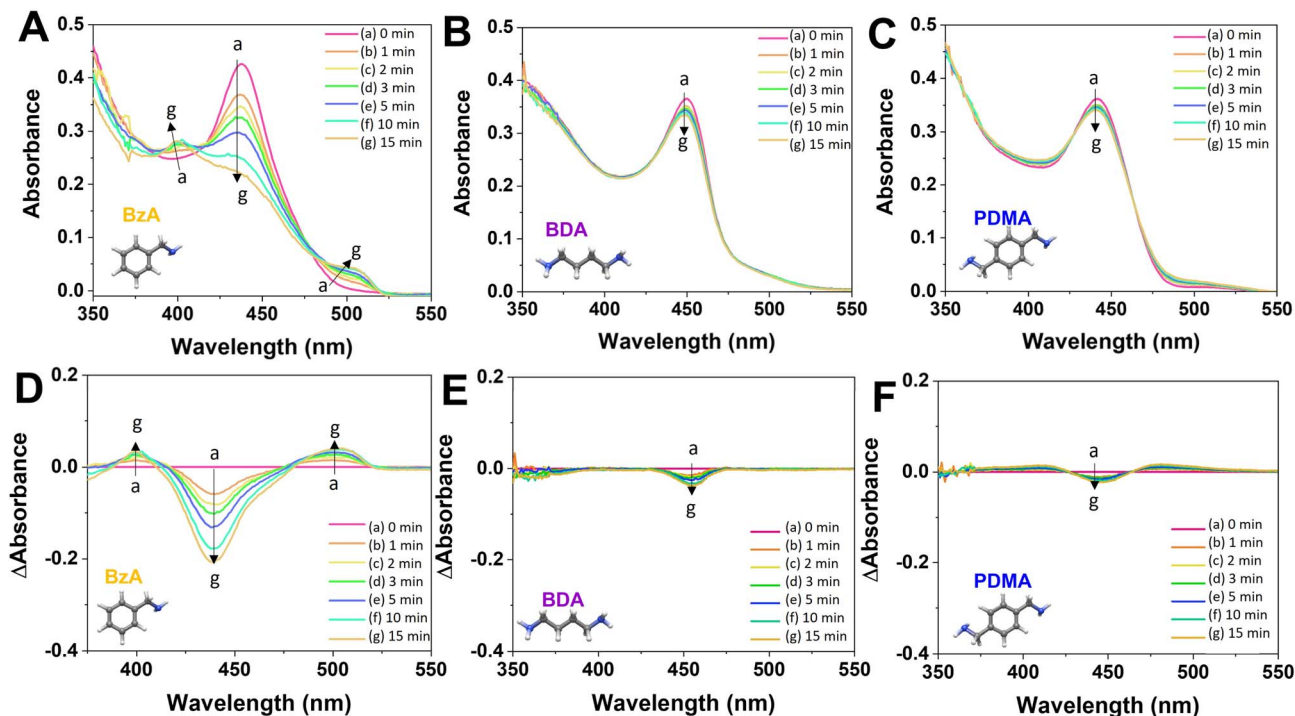 A
0.5
0.4
0.3
0.2
0.1
0.0
Absorbance
350 400 450 500 550
Wavelength (nm)
a
g
g
a
g
a
(a) 0 min
(b) 1 min
(c) 2 min
(d) 3 min
(e) 5 min
(f) 10 min
(g) 15 min
BzA
B
0.5
0.4
0.3
0.2
0.1
0.0
Absorbance
350 400 450 500 550
Wavelength (nm)
a
g
(a) 0 min
(b) 1 min
(c) 2 min
(d) 3 min
(e) 5 min
(f) 10 min
(g) 15 min
BDA
C
0.5
0.4
0.3
0.2
0.1
0.0
Absorbance
350 400 450 500 550
Wavelength (nm)
a
g
(a) 0 min
(b) 1 min
(c) 2 min
(d) 3 min
(e) 5 min
(f) 10 min
(g) 15 min
PDMA
D
0.2
0.0
-0.2
-0.4
ΔAbsorbance
400 450 500 550
Wavelength (nm)
g
a
a
g
g
a
(a) 0 min
(b) 1 min
(c) 2 min
(d) 3 min
(e) 5 min
(f) 10 min
(g) 15 min
BzA
E
0.2
0.0
-0.2
-0.4
ΔAbsorbance
350 400 450 500 550
Wavelength (nm)
a
g
(a) 0 min
(b) 1 min
(c) 2 min
(d) 3 min
(e) 5 min
(f) 10 min
(g) 15 min
BDA
F
0.2
0.0
-0.2
-0.4
ΔAbsorbance
350 400 450 500 550
Wavelength (nm)
a
g
(a) 0 min
(b) 1 min
(c) 2 min
(d) 3 min
(e) 5 min
(f) 10 min
(g) 15 min
PDMA